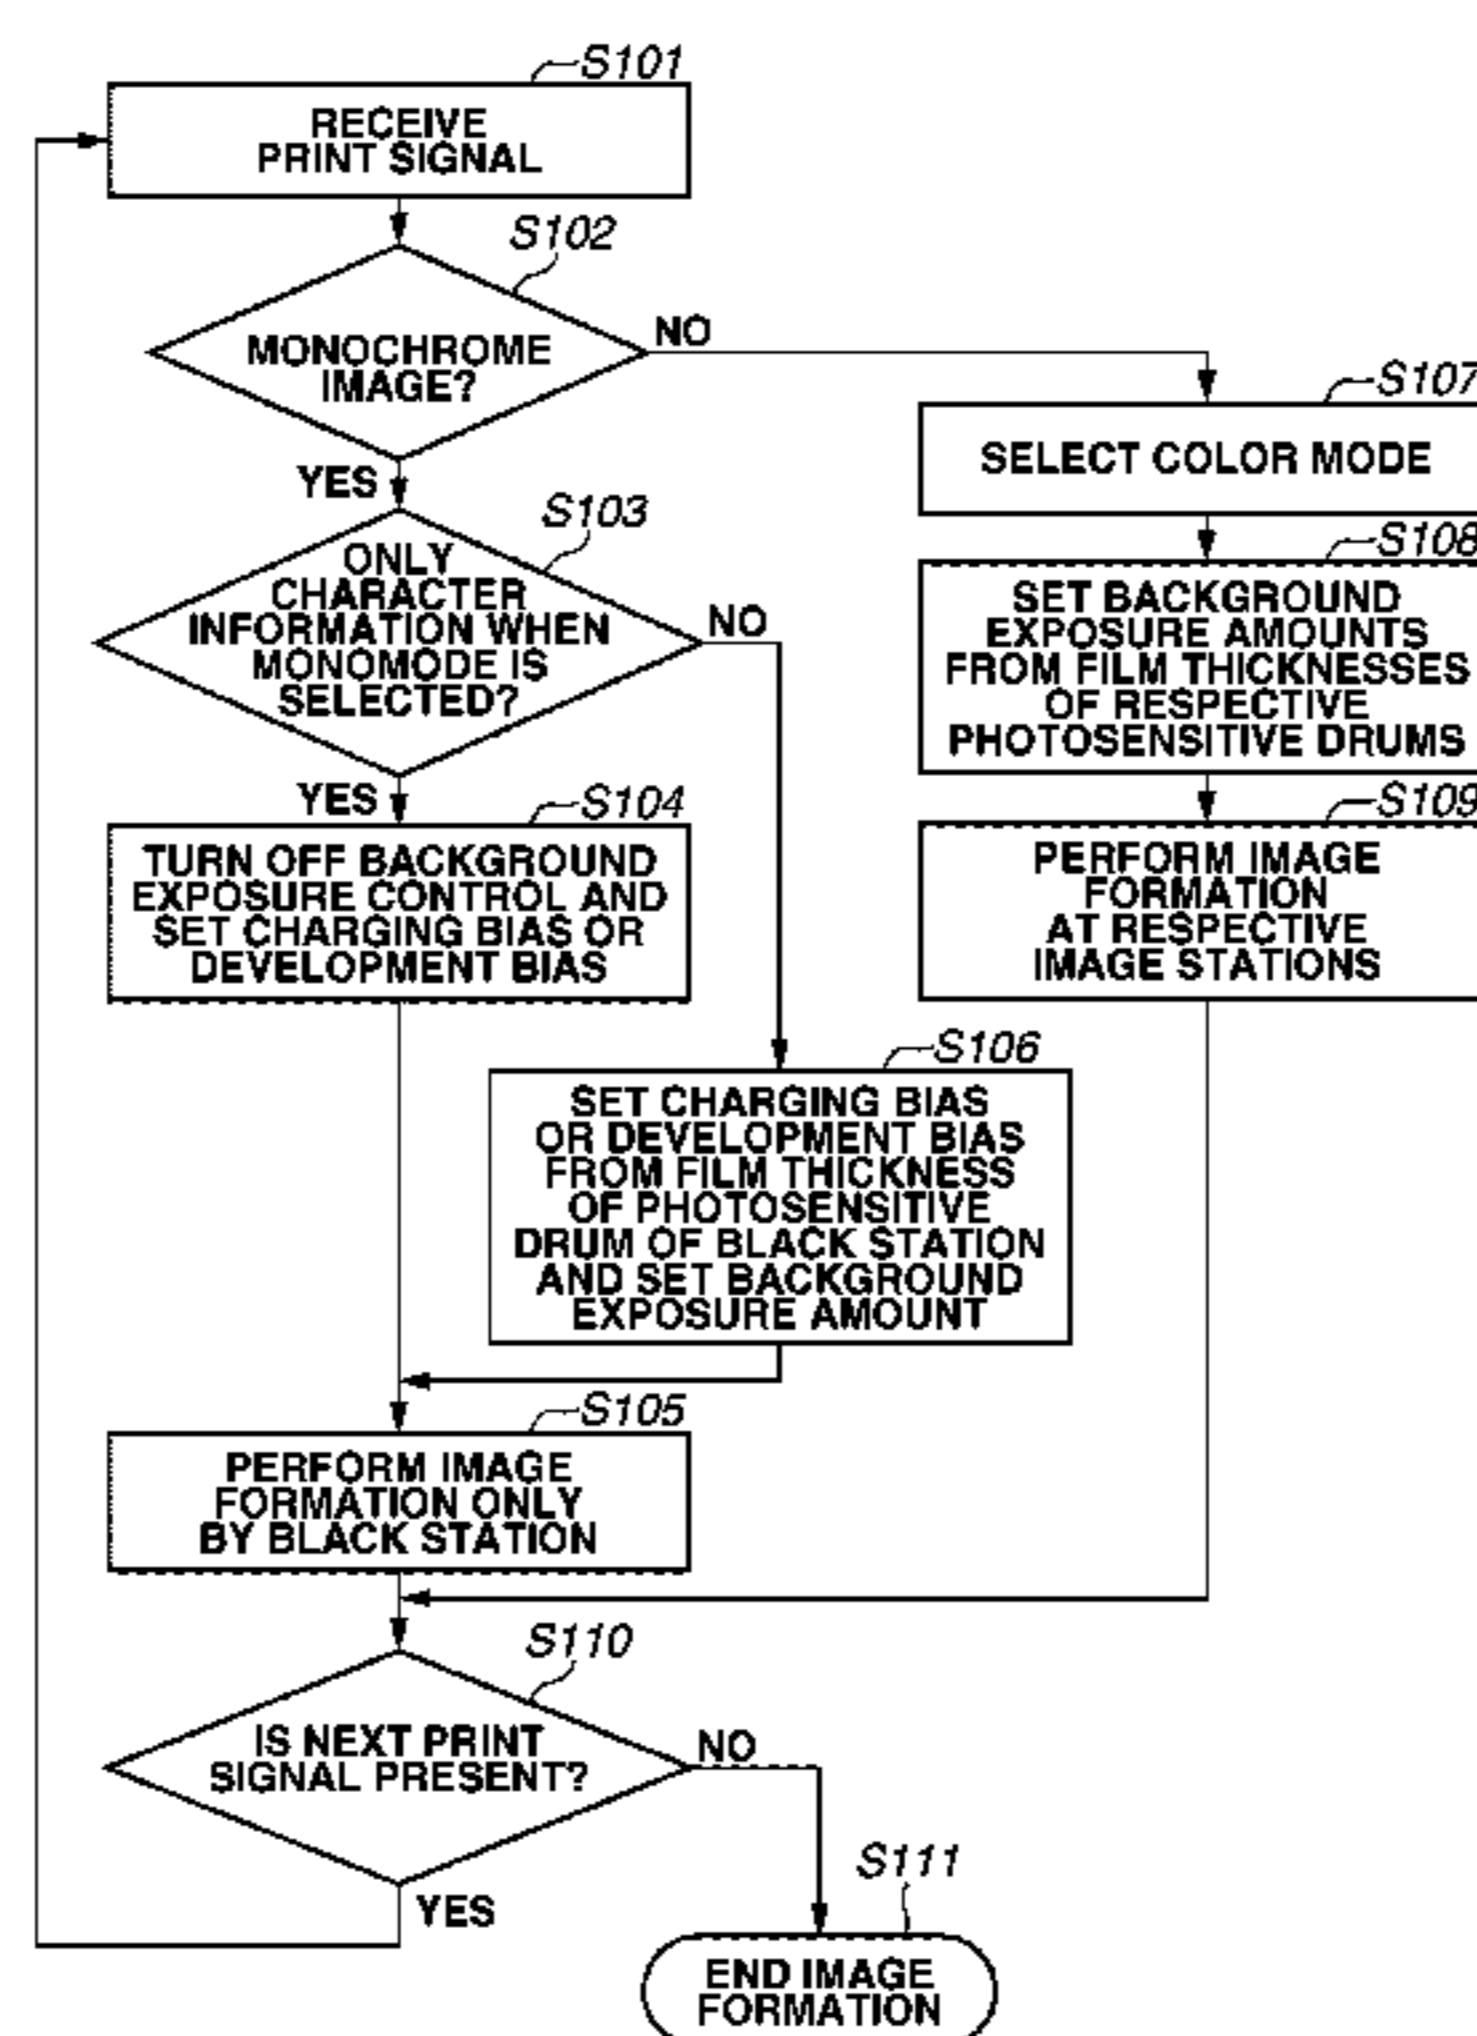 S101
RECEIVE
PRINT SIGNAL
S102
MONOCHROME
IMAGE?
NO
YES
S103
ONLY
CHARACTER
INFORMATION WHEN
MONOMODE IS
SELECTED?
NO
YES
S104
TURN OFF BACKGROUND
EXPOSURE CONTROL AND
SET CHARGING BIAS OR
DEVELOPMENT BIAS
S107
SELECT COLOR MODE
S108
SET BACKGROUND
EXPOSURE AMOUNTS
FROM FILM THICKNESSES
OF RESPECTIVE
PHOTOSENSITIVE DRUMS
S109
PERFORM IMAGE
FORMATION
AT RESPECTIVE
IMAGE STATIONS
S106
SET CHARGING BIAS
OR DEVELOPMENT BIAS
FROM FILM THICKNESS
OF PHOTOSENSITIVE
DRUM OF BLACK STATION
AND SET BACKGROUND
EXPOSURE AMOUNT
S105
PERFORM IMAGE
FORMATION ONLY
BY BLACK STATION
S110
IS NEXT PRINT
SIGNAL PRESENT?
NO
YES
S111
END IMAGE
FORMATION